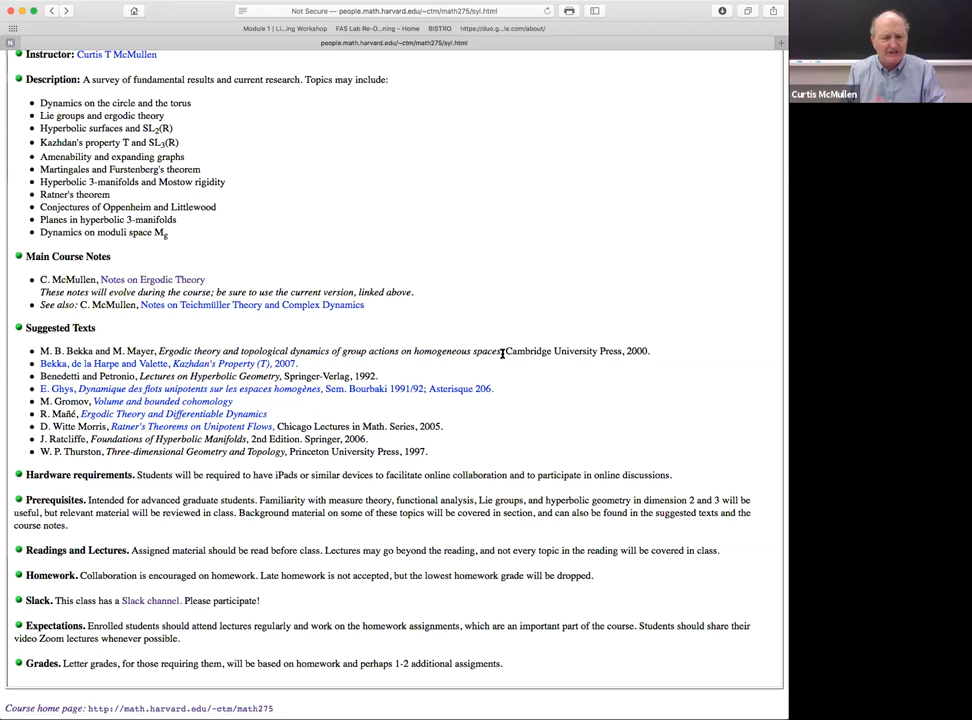 Not Secure — people.math.harvard.edu/~ctm/math275/syl.html
Module 1 | Li...ing Workshop FAS Lab Re-O...ning - Home BISTRO https://duo.g...le.com/about/
N people.math.harvard.edu/~ctm/math275/syl.html
Instructor: Curtis T McMullen
Description: A survey of fundamental results and current research. Topics may include:
Dynamics on the circle and the torus
Lie groups and ergodic theory
Hyperbolic surfaces and SL2(R)
Kazhdan's property T and SL3(R)
Amenability and expanding graphs
Martingales and Furstenberg's theorem
Hyperbolic 3-manifolds and Mostow rigidity
Ratner's theorem
Conjectures of Oppenheim and Littlewood
Planes in hyperbolic 3-manifolds
Dynamics on moduli space Mg
Main Course Notes
C. McMullen, Notes on Ergodic Theory
These notes will evolve during the course; be sure to use the current version, linked above.
See also: C. McMullen, Notes on Teichmüller Theory and Complex Dynamics
Suggested Texts
M. B. Bekka and M. Mayer, Ergodic theory and topological dynamics of group actions on homogeneous spaces, Cambridge University Press, 2000.
Bekka, de la Harpe and Valette, Kazhdan's Property (T), 2007.
Benedetti and Petronio, Lectures on Hyperbolic Geometry, Springer-Verlag, 1992.
E. Ghys, Dynamique des flots unipotents sur les espaces homogènes, Sem. Bourbaki 1991/92; Asterisque 206.
M. Gromov, Volume and bounded cohomology
R. Mañé, Ergodic Theory and Differentiable Dynamics
D. Witte Morris, Ratner's Theorems on Unipotent Flows, Chicago Lectures in Math. Series, 2005.
J. Ratcliffe, Foundations of Hyperbolic Manifolds, 2nd Edition. Springer, 2006.
W. P. Thurston, Three-dimensional Geometry and Topology, Princeton University Press, 1997.
Hardware requirements. Students will be required to have iPads or similar devices to facilitate online collaboration and to participate in online discussions.
Prerequisites. Intended for advanced graduate students. Familiarity with measure theory, functional analysis, Lie groups, and hyperbolic geometry in dimension 2 and 3 will be
useful, but relevant material will be reviewed in class. Background material on some of these topics will be covered in section, and can also be found in the suggested texts and the
course notes.
Readings and Lectures. Assigned material should be read before class. Lectures may go beyond the reading, and not every topic in the reading will be covered in class.
Homework. Collaboration is encouraged on homework. Late homework is not accepted, but the lowest homework grade will be dropped.
Slack. This class has a Slack channel. Please participate!
Expectations. Enrolled students should attend lectures regularly and work on the homework assignments, which are an important part of the course. Students should share their
video Zoom lectures whenever possible.
Grades. Letter grades, for those requiring them, will be based on homework and perhaps 1-2 additional assigments.
Course home page: http://math.harvard.edu/~ctm/math275
Curtis McMullen